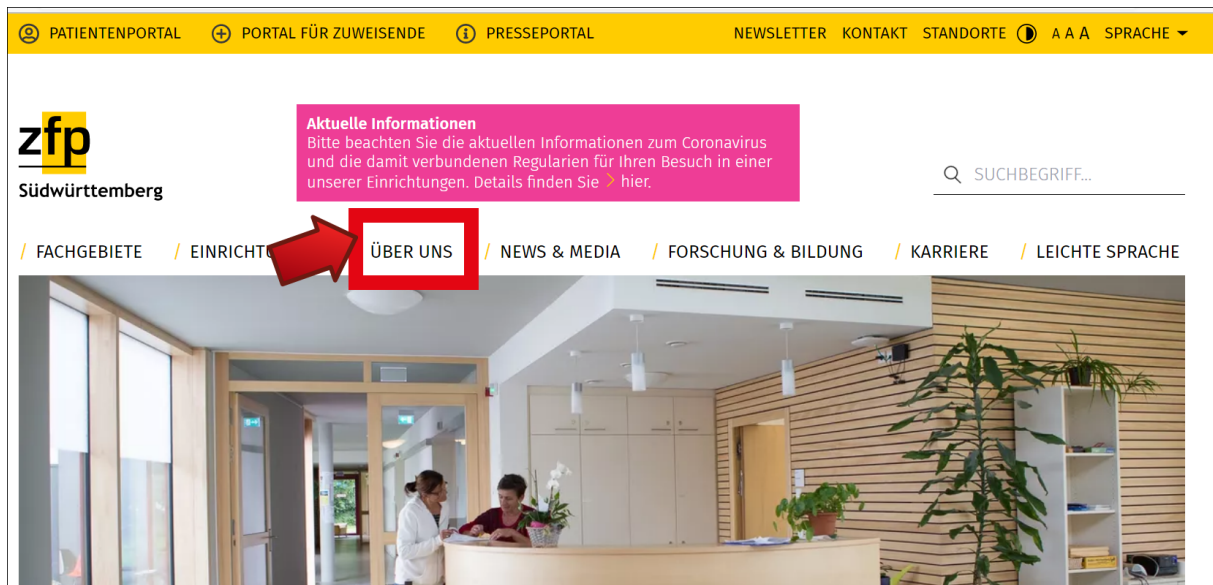 PATIENTENPORTAL PORTAL FÜR ZUWEISENDE PRESSEPORTAL NEWSLETTER KONTAKT STANDORTE A A A SPRACHE
zfp
Südwürttemberg
Aktuelle Informationen
Bitte beachten Sie die aktuellen Informationen zum Coronavirus
und die damit verbundenen Regularien für Ihren Besuch in einer
unserer Einrichtungen. Details finden Sie > hier.
SUCHBEGRIFF...
/ FACHGEBIETE / EINRICHTU / ÜBER UNS / NEWS & MEDIA / FORSCHUNG & BILDUNG / KARRIERE / LEICHTE SPRACHE